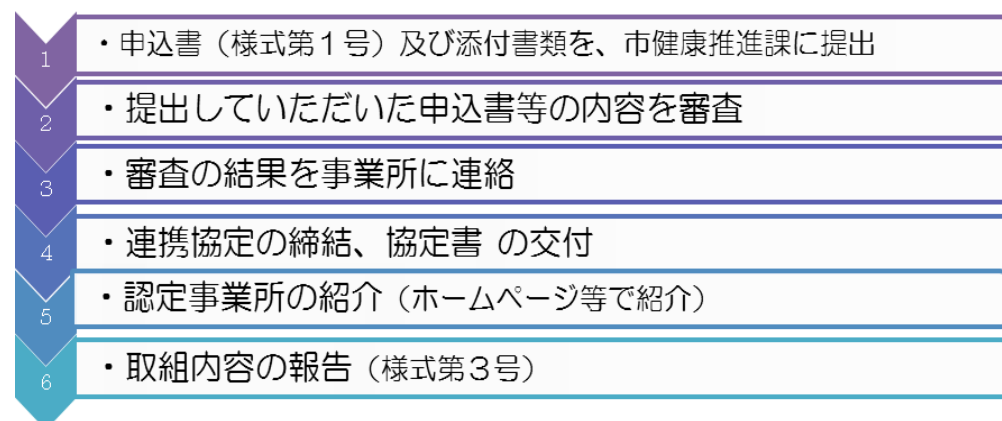 1
・申込書（様式第１号）及び添付書類を、市健康推進課に提出
2
・提出していただいた申込書等の内容を審査
3
・審査の結果を事業所に連絡
4
・連携協定の締結、協定書 の交付
5
・認定事業所の紹介（ホームページ等で紹介）
6
・取組内容の報告（様式第３号）